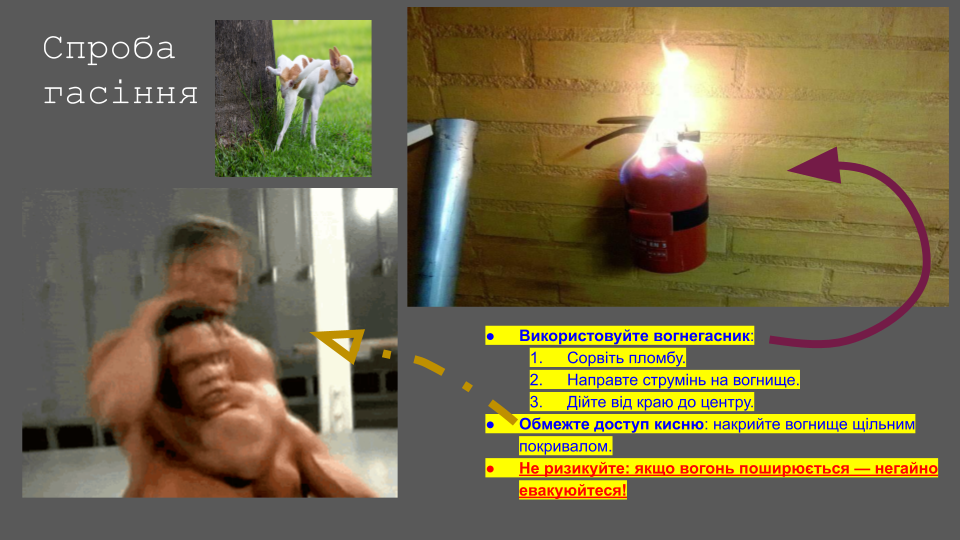 Спроба
гасіння
● Використовуйте вогнегасник:
1. Сорвіть пломбу.
2. Направте струмінь на вогнище.
3. Дійте від краю до центру.
● Обмежте доступ кисню: накрийте вогнище щільним
покривалом.
● Не ризикуйте: якщо вогонь поширюється — негайно
евакуюйтеся!